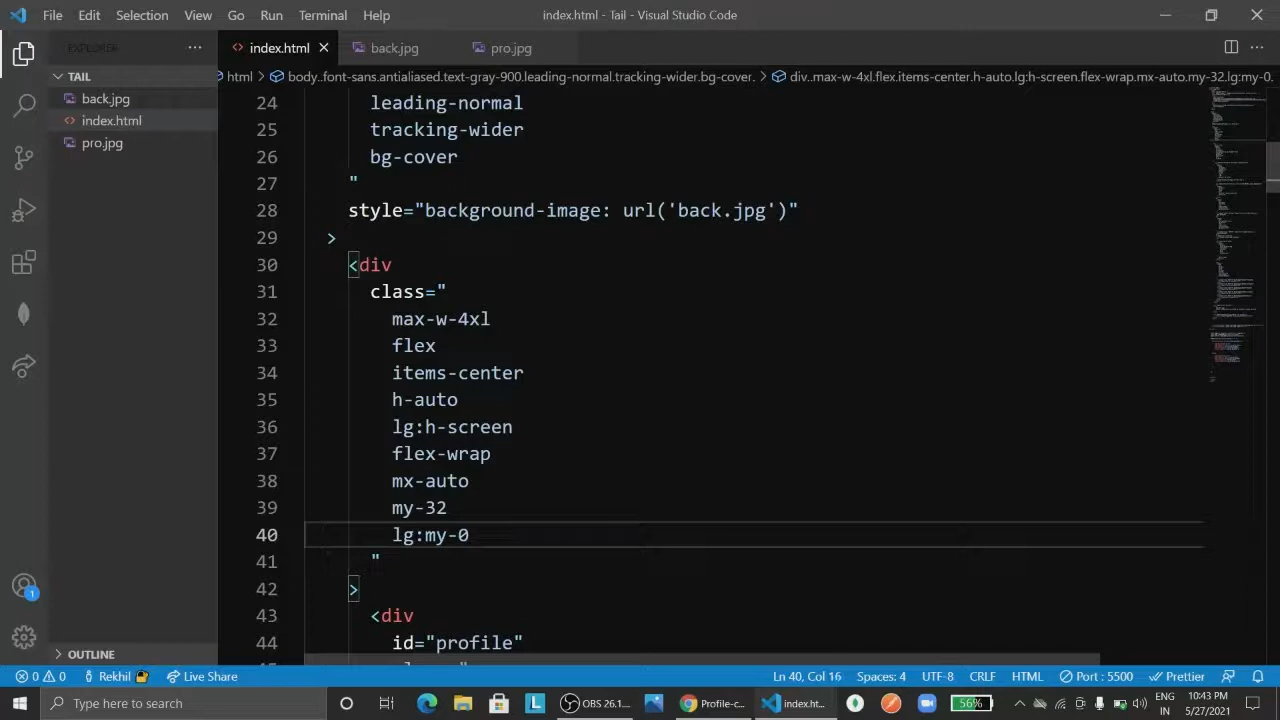 File Edit Selection View Go Run Terminal Help
index.html - Tail - Visual Studio Code
EXPLORER
index.html
back.jpg
pro.jpg
TAIL
back.jpg
index.html
pro.jpg
OUTLINE
html > body..font-sans.antialiased.text-gray-900.leading-normal.tracking-wider.bg-cover. > div.max-w-4xl.flex.items-center.h-auto.lg:h-screen.flex-wrap.mx-auto.my-32.lg:my-0.
24 leading-normal
25 tracking-wider
26 bg-cover
27 "
28 style="background-image: url('back.jpg')"
29 >
30 <div
31 class="
32 max-w-4xl
33 flex
34 items-center
35 h-auto
36 lg:h-screen
37 flex-wrap
38 mx-auto
39 my-32
40 lg:my-0
41 "
42 >
43 <div
44 id="profile"
1
0 0 Rekhil Live Share Ln 40, Col 16 Spaces: 4 UTF-8 CRLF HTML Port : 5500 Prettier
Type here to search
L
OBS 26.1...
Profile-c...
index.ht...
56%
ENG
IN
10:43 PM
5/27/2021